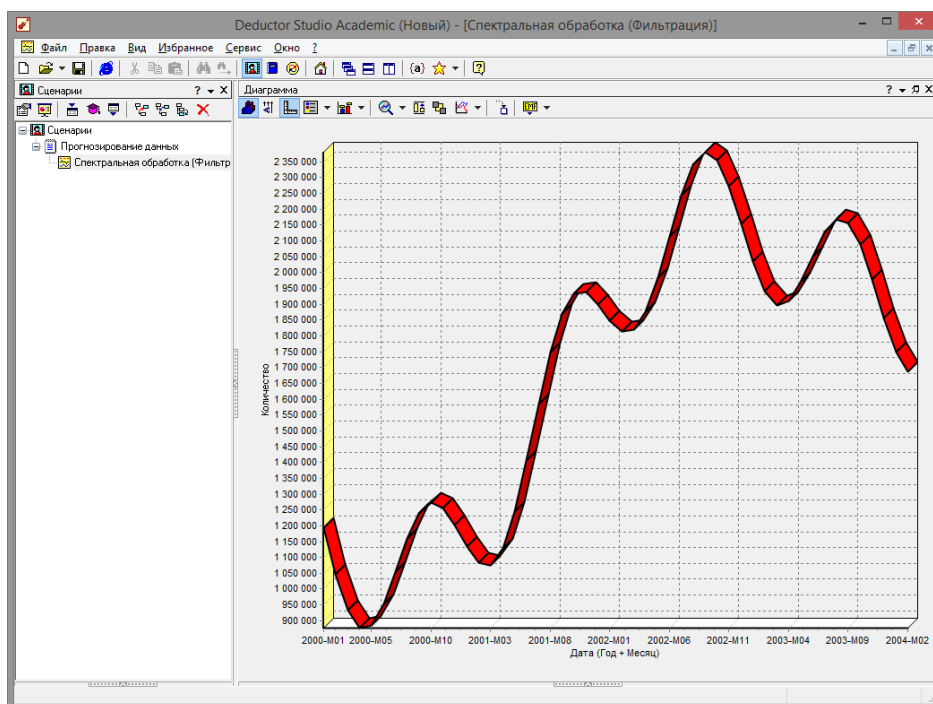 Deductor Studio Academic (Новый) - [Спектральная обработка (Фильтрация)]
Файл Правка Вид Избранное Сервис Окно ?
Сценарии
Сценарии
Прогнозирование данных
Спектральная обработка (Фильтр
Диаграмма
2 350 000
2 300 000
2 250 000
2 200 000
2 150 000
2 100 000
2 050 000
2 000 000
1 950 000
1 900 000
1 850 000
1 800 000
1 750 000
1 700 000
1 650 000
1 600 000
1 550 000
1 500 000
1 450 000
1 400 000
1 350 000
1 300 000
1 250 000
1 200 000
1 150 000
1 100 000
1 050 000
1 000 000
950 000
900 000
Количество
2000-M01 2000-M05 2000-M10 2001-M03 2001-M08 2002-M01 2002-M06 2002-M11 2003-M04 2003-M09 2004-M02
Дата (Год + Месяц)